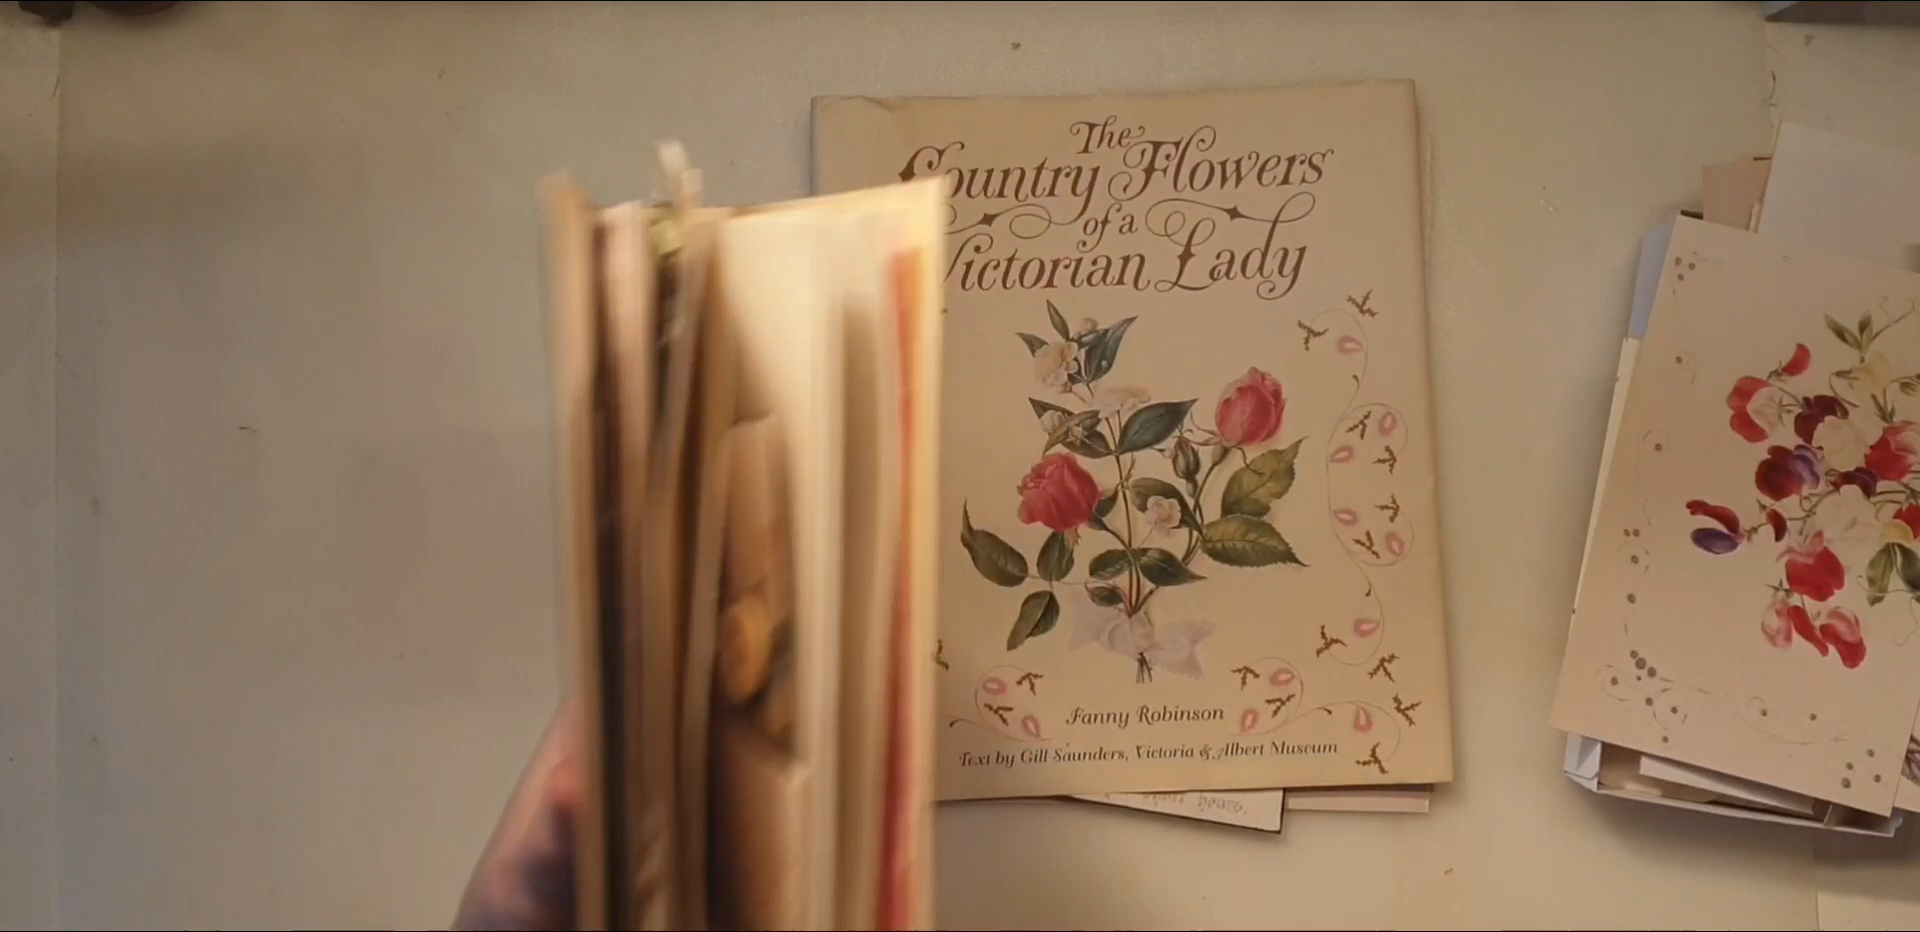 The
Country Flowers
of a
Victorian Lady
Fanny Robinson
Text by Gill Saunders, Victoria & Albert Museum